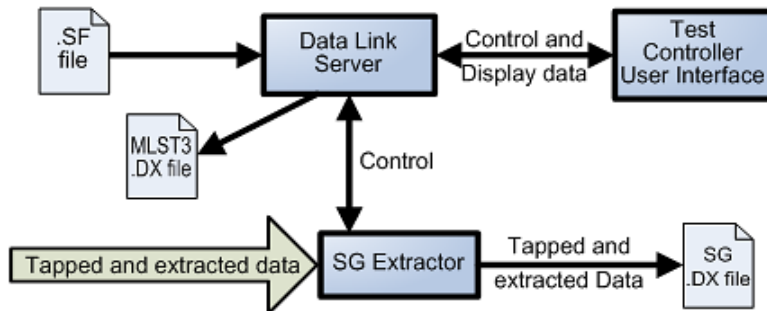 .SF
file
Data Link
Server
Control and
Display data
Test
Controller
User Interface
MLST3
.DX file
Control
Tapped and extracted data
SG Extractor
Tapped and
extracted Data
SG
.DX file